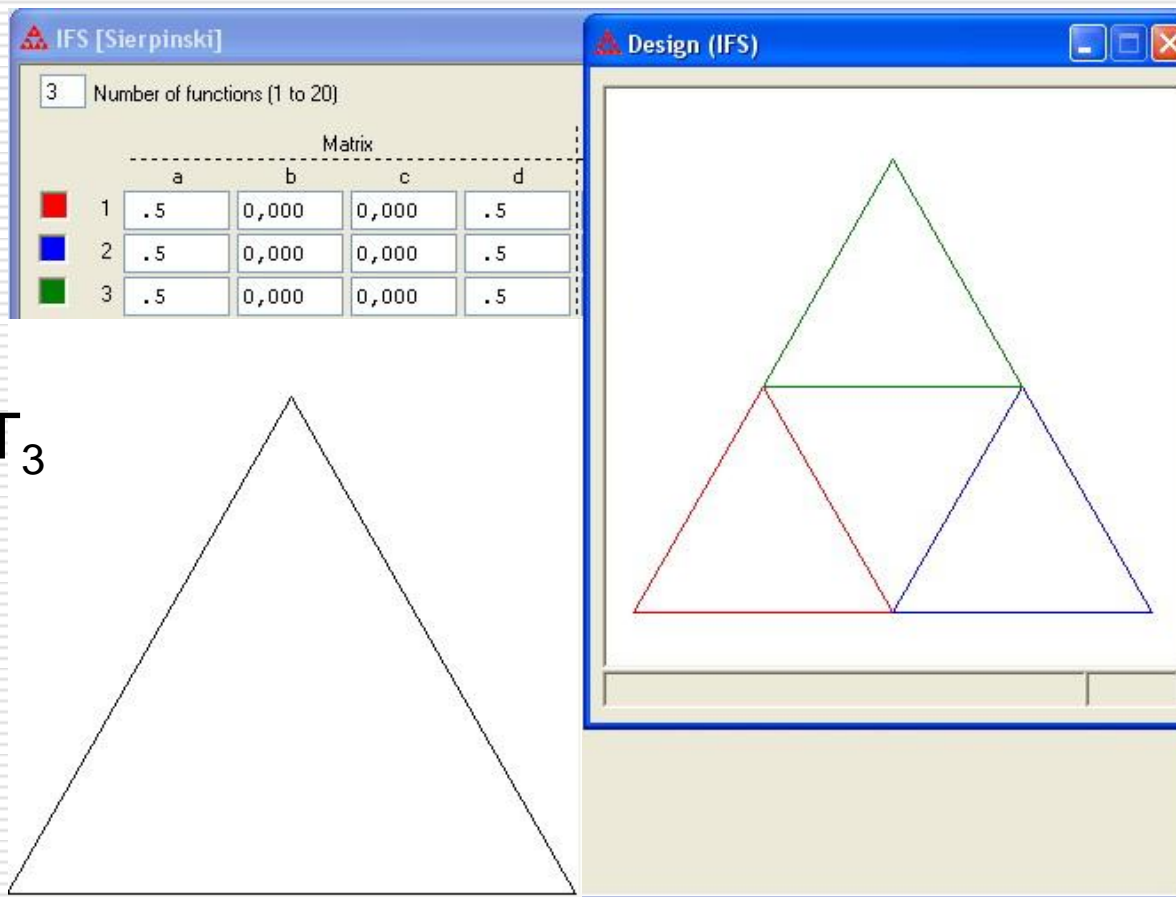 IFS [Sierpinski]
Design (IFS)
3 Number of functions (1 to 20)
Matrix
a b c d
1 .5 0,000 0,000 .5
2 .5 0,000 0,000 .5
3 .5 0,000 0,000 .5
T3